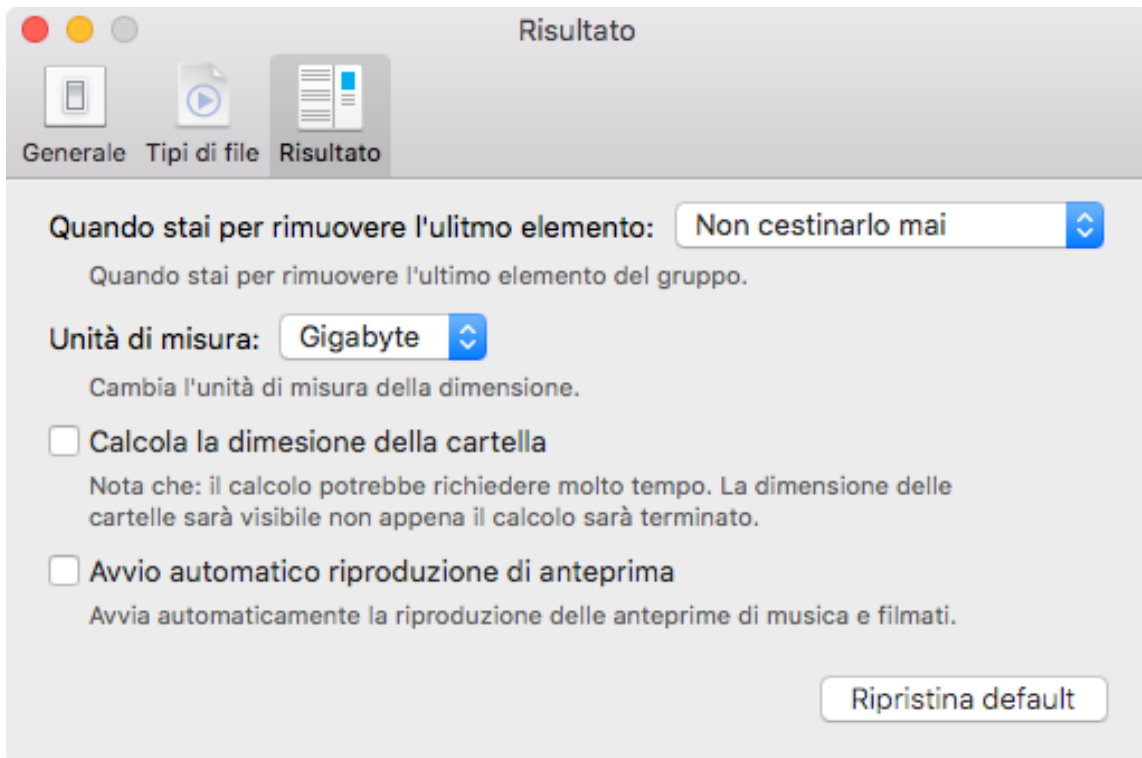 Risultato
Generale Tipi di file Risultato
Quando stai per rimuovere l'ulitmo elemento: Non cestinarlo mai
Quando stai per rimuovere l'ultimo elemento del gruppo.
Unità di misura: Gigabyte
Cambia l'unità di misura della dimensione.
Calcola la dimesione della cartella
Nota che: il calcolo potrebbe richiedere molto tempo. La dimensione delle
cartelle sarà visibile non appena il calcolo sarà terminato.
Avvio automatico riproduzione di anteprima
Avvia automaticamente la riproduzione delle anteprime di musica e filmati.
Ripristina default